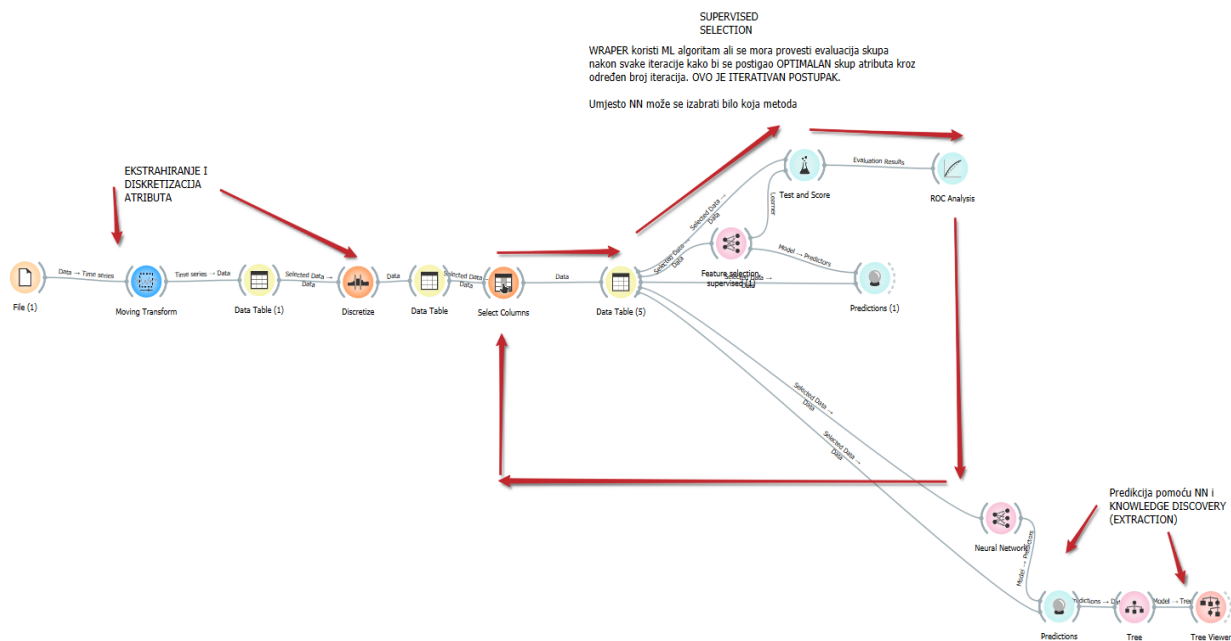 SUPERVISED
SELECTION
WRAPER koristi ML algoritam ali se mora provesti evaluacija skupa
nakon svake iteracije kako bi se postigao OPTIMALAN skup atributa kroz
određen broj iteracija. OVO JE ITERATIVAN POSTUPAK.
Umjesto NN može se izabrati bilo koja metoda
EKSTRAHIRANJE I
DISKRETIZACIJA
ATRIBUTA
Evaluation Results
Test and Score
ROC Analysis
Learner
Selected Data →
Data
Selected Data →
Data
Model → Predictors
Feature selection,
supervised (1)
Selected Data →
Data
Predictions (1)
Data → Time series
Time series → Data
Selected Data →
Data
Data
Selected Data →
Data
Data
File (1)
Moving Transform
Data Table (1)
Discretize
Data Table
Select Columns
Data Table (5)
Selected Data →
Data
Selected Data →
Data
Predikcija pomoću NN i
KNOWLEDGE DISCOVERY
(EXTRACTION)
Neural Network
Model → Predictors
Model → Tree
Predictions
Tree
Tree Viewer